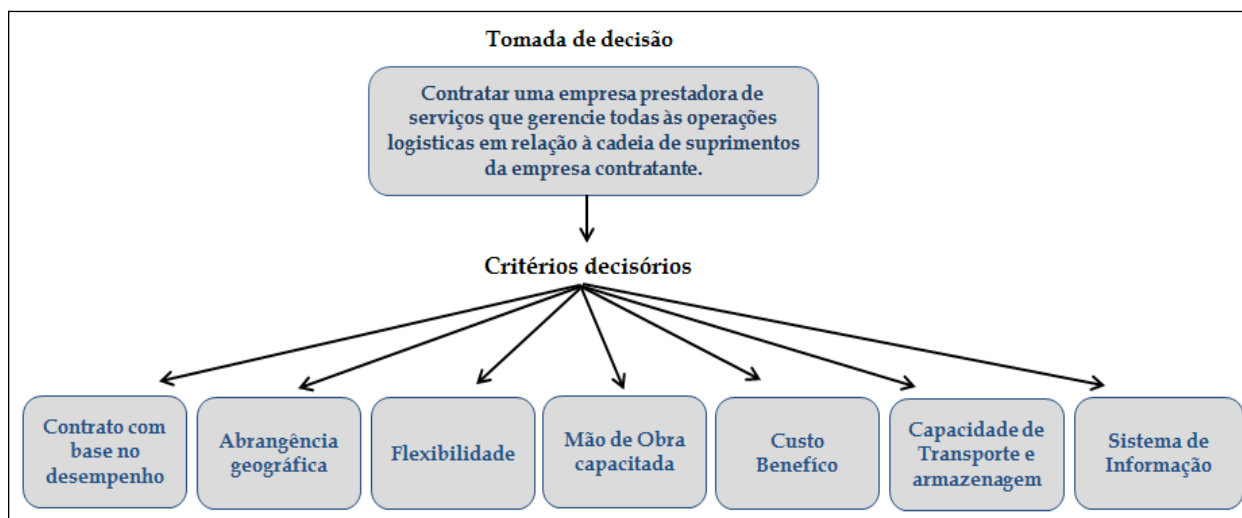 Tomada de decisão
Contratar uma empresa prestadora de
serviços que gerencie todas às operações
logisticas em relação à cadeia de suprimentos
da empresa contratante.
Critérios decisórios
Contrato com
base no
desempenho
Abrangência
geográfica
Flexibilidade
Mão de Obra
capacitada
Custo
Benefíco
Capacidade de
Transporte e
armazenagem
Sistema de
Informação